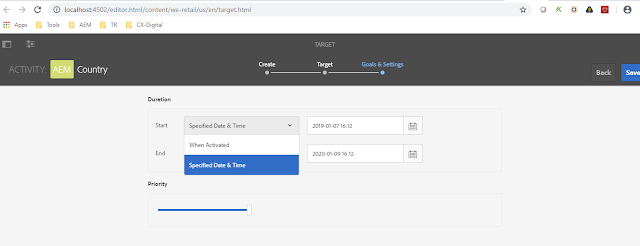 localhost:4502/editor.html/content/we-retail/us/en/target.html
Apps Tools AEM TR CX-Digital
TARGET
ACTIVITY: AEM Country
Create Target Goals & Settings
Back Save
Duration
Start Specified Date & Time 2019-01-07 16:12
When Activated
End 2020-01-09 16:12
Specified Date & Time
Priority